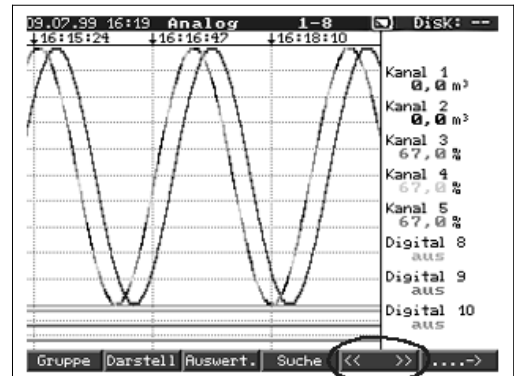 09.07.99 16:19 Analog 1-8 Disk: --
↓16:15:24 ↓16:16:47 ↓16:18:10
Kanal 1
0,0 m³
Kanal 2
0,0 m³
Kanal 3
67,0 %
Kanal 4
67,0 %
Kanal 5
67,0 %
Digital 8
aus
Digital 9
aus
Digital 10
aus
Gruppe Darstell Auswert. Suche << >> ....->